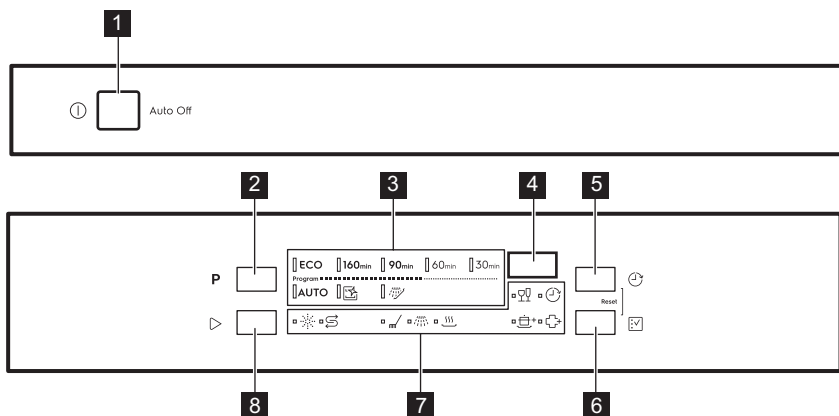 1
Auto Off
2 3 4 5
P
ECO 160min 90min 60min 30min
Program
AUTO
Reset
8 7 6